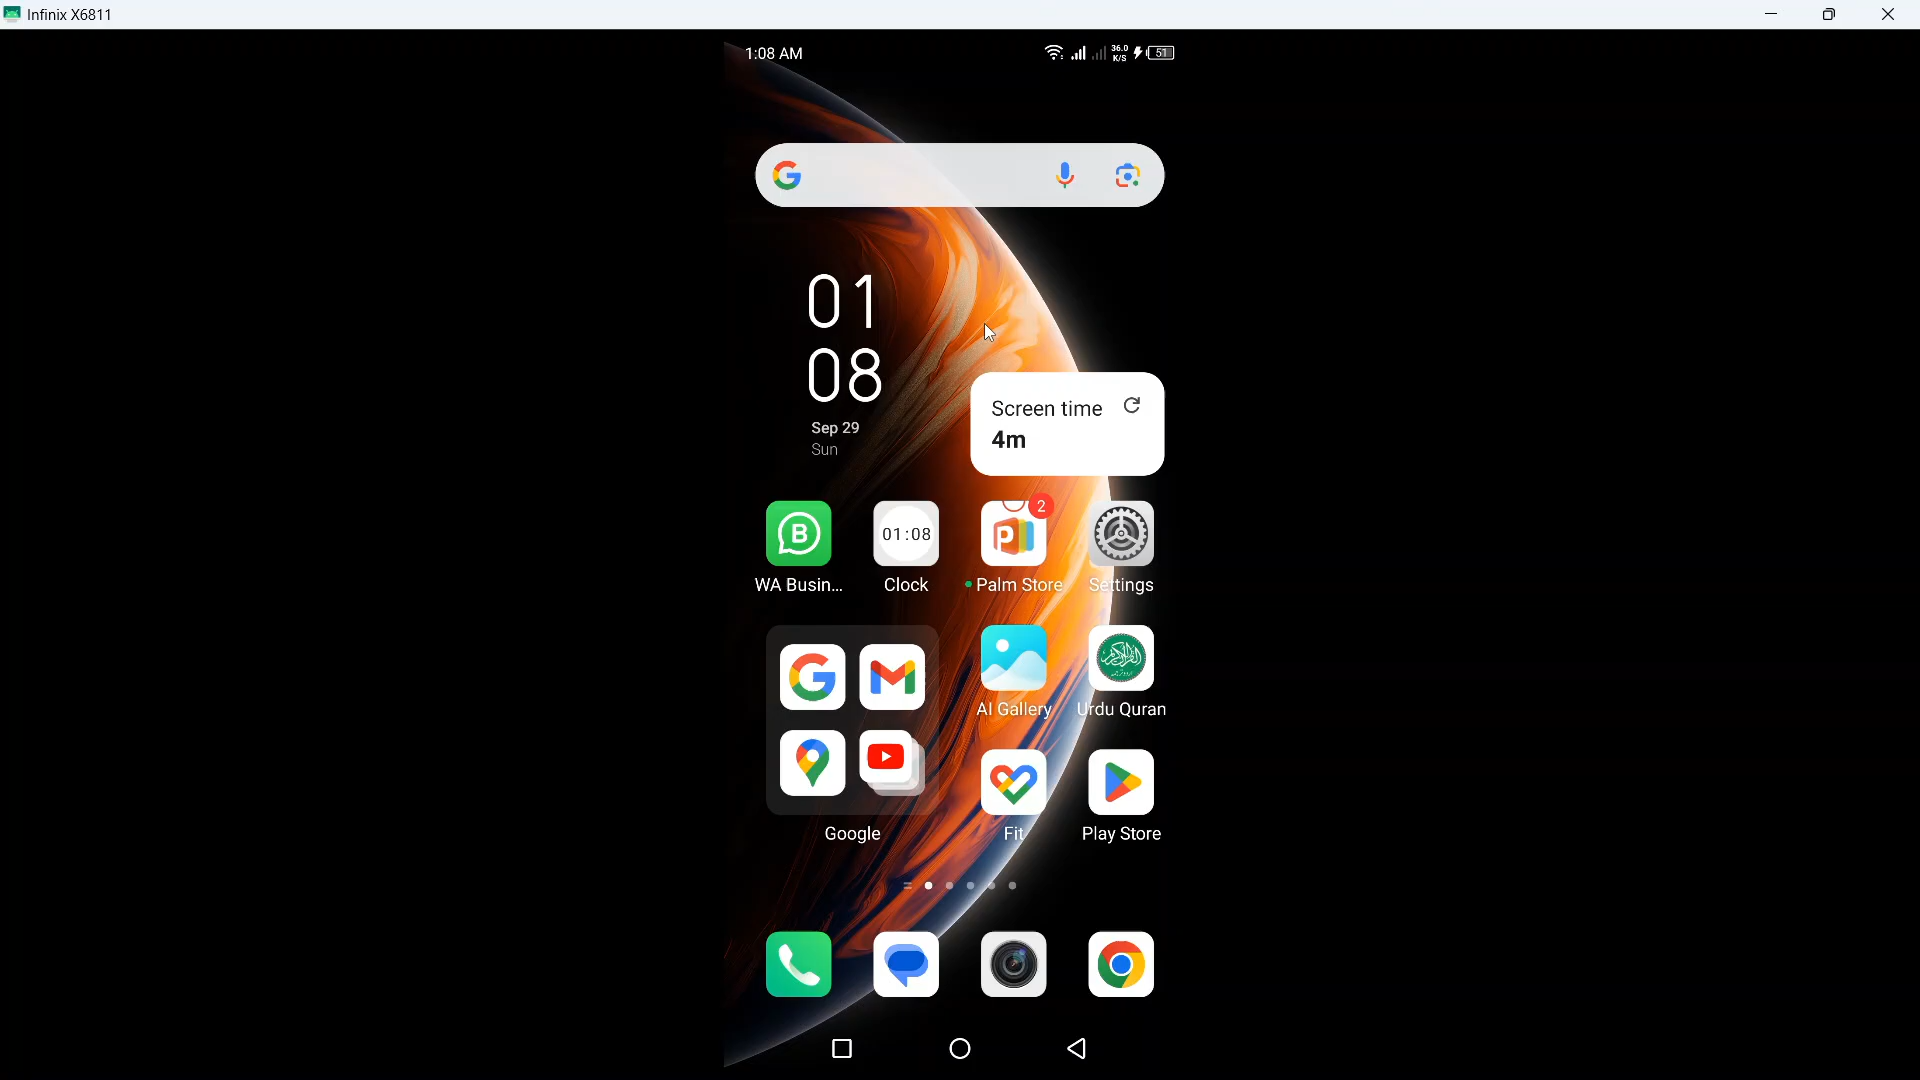 Infinix X6811
1:08 AM
36.0
K/S
51
01
08
Sep 29
Sun
Screen time
4m
01:08
2
WA Busin...
Clock
Palm Store
Settings
AI Gallery
Urdu Quran
Google
Fit
Play Store